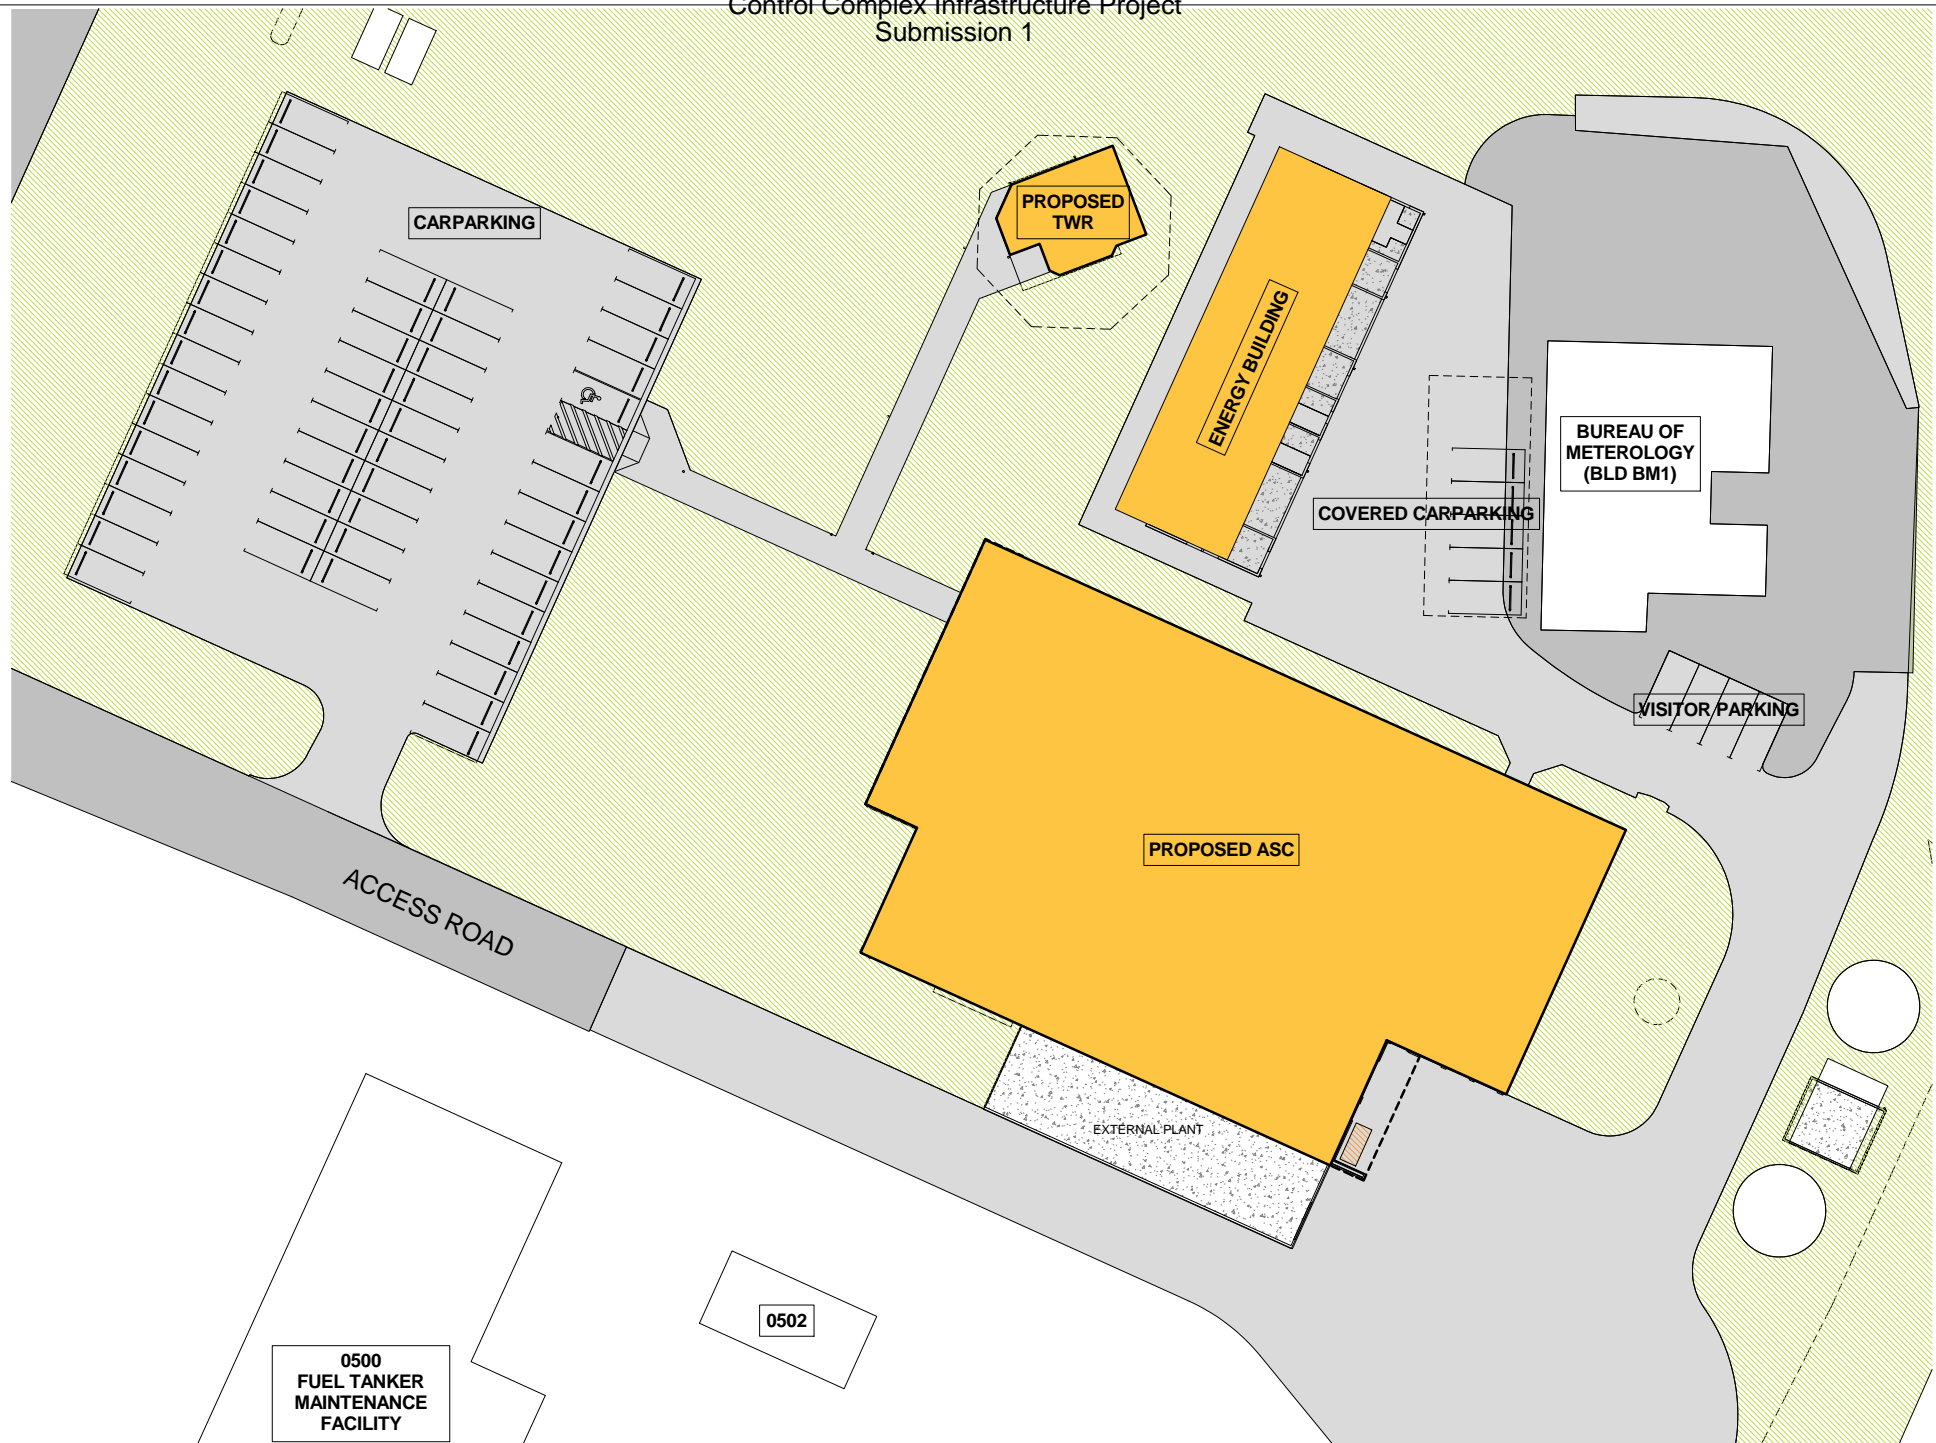 Control Complex Infrastructure Project
Submission 1
CARPARKING
PROPOSED
TWR
ENERGY BUILDING
BUREAU OF
METEROLOGY
(BLD BM1)
COVERED CARPARKING
VISITOR PARKING
PROPOSED ASC
ACCESS ROAD
EXTERNAL PLANT
0502
0500
FUEL TANKER
MAINTENANCE
FACILITY